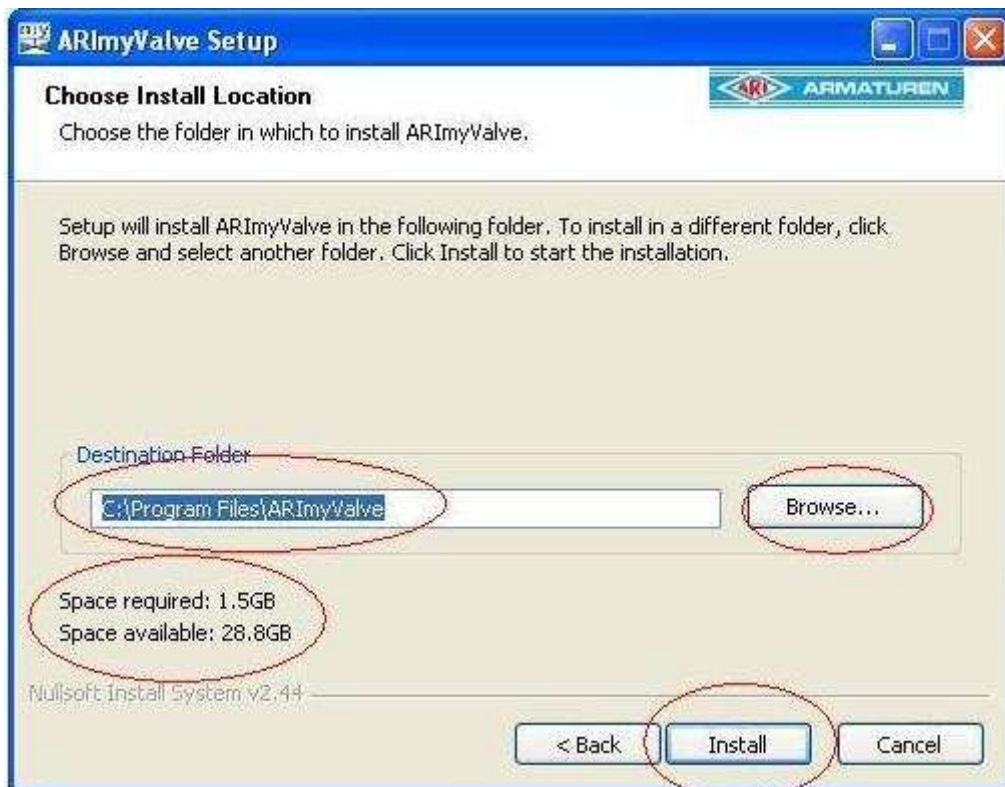 ARImyValve Setup
Choose Install Location
Choose the folder in which to install ARImyValve.
ARI ARMATUREN
Setup will install ARImyValve in the following folder. To install in a different folder, click
Browse and select another folder. Click Install to start the installation.
Destination Folder
C:\Program Files\ARImyValve
Browse...
Space required: 1.5GB
Space available: 28.8GB
Nullsoft Install System v2.44
< Back
Install
Cancel